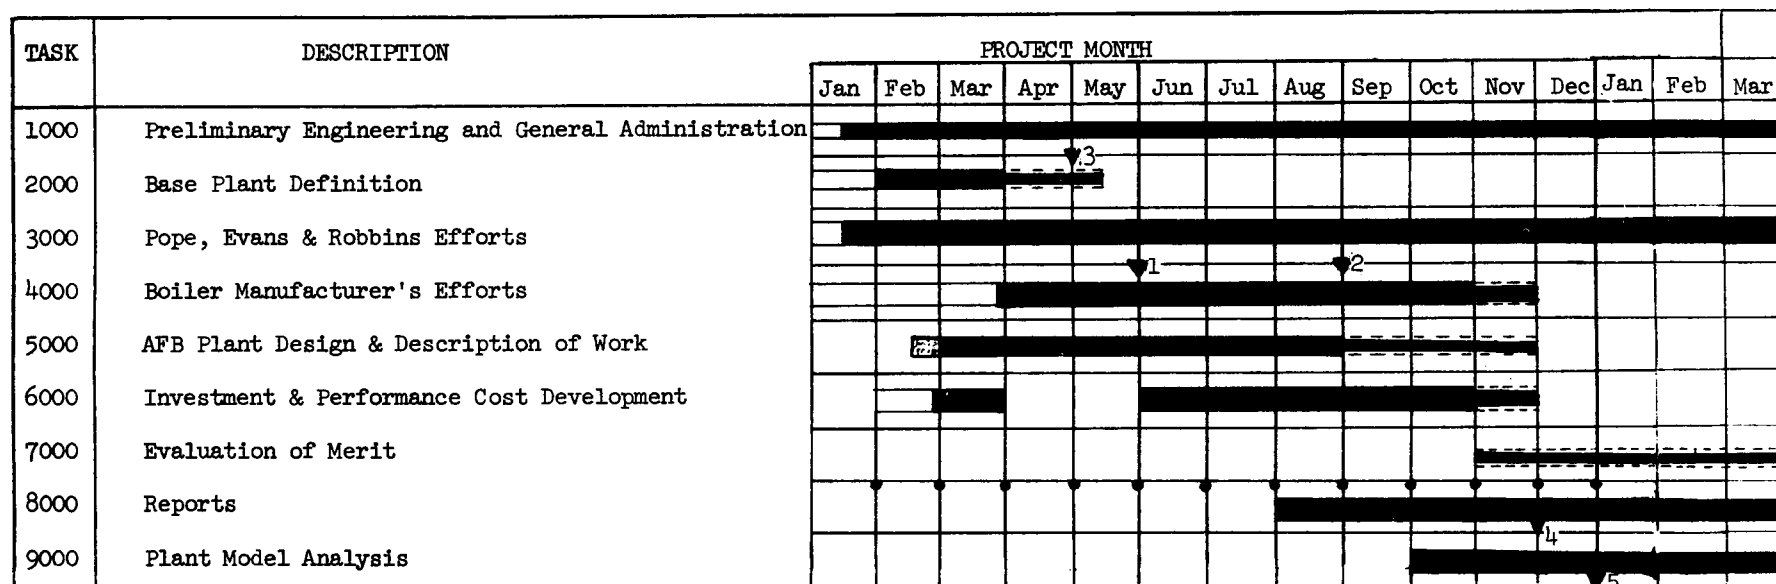 TASK DESCRIPTION PROJECT MONTH
Jan Feb Mar Apr May Jun Jul Aug Sep Oct Nov Dec Jan Feb Mar
1000 Preliminary Engineering and General Administration
3
2000 Base Plant Definition
3000 Pope, Evans & Robbins Efforts
1 2
4000 Boiler Manufacturer's Efforts
5000 AFB Plant Design & Description of Work
6000 Investment & Performance Cost Development
7000 Evaluation of Merit
8000 Reports
4
9000 Plant Model Analysis
5